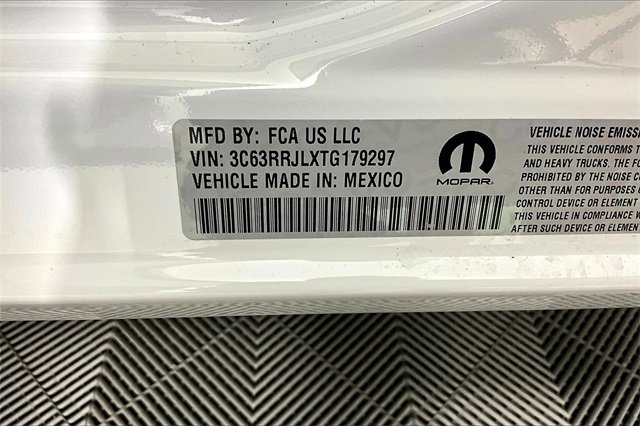 MFD BY: FCA US LLC
VIN: 3C63RRJLXTG179297
VEHICLE MADE IN: MEXICO
MOPAR
VEHICLE NOISE EMISS
THIS VEHICLE CONFORMS
AND HEAVY TRUCKS. THE FO
PROHIBITED BY THE NOISE CO
OTHER THAN FOR PURPOSES O
CONTROL DEVICE OR ELEMENT
THIS VEHICLE IN COMPLIANCE W
AFTER SUCH DEVICE OR ELEMEN